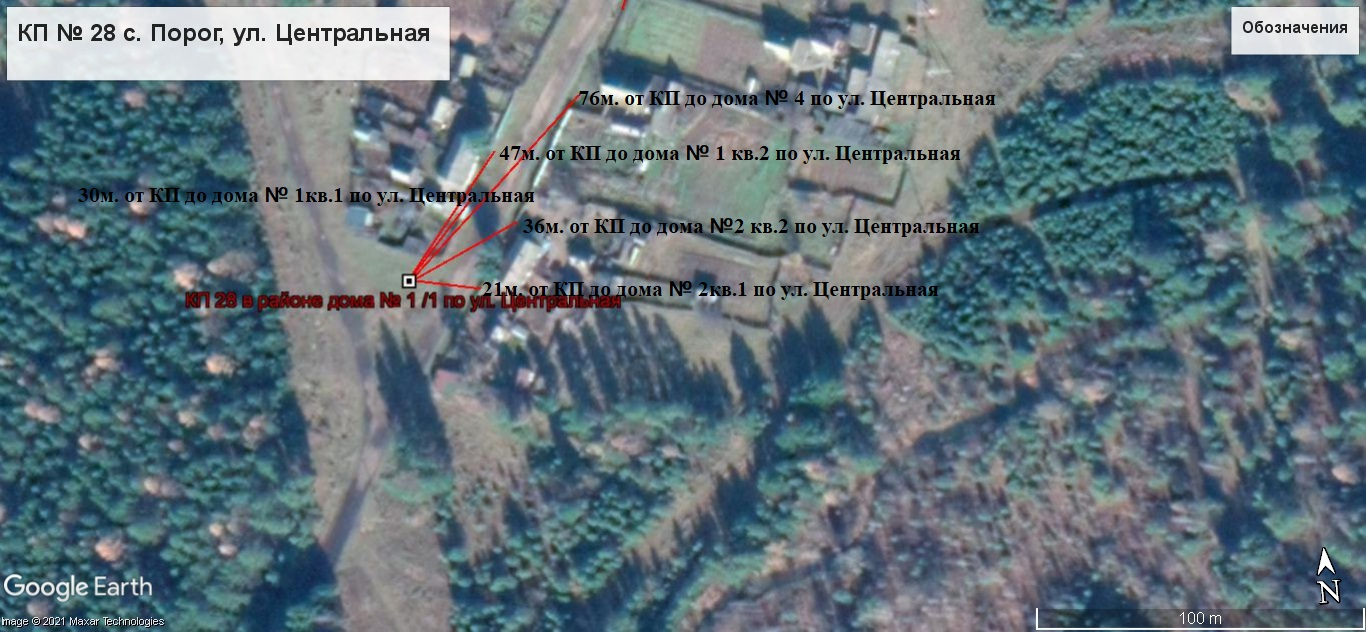 КП № 28 с. Порог, ул. Центральная
Обозначения
76м. от КП до дома № 4 по ул. Центральная
47м. от КП до дома № 1 кв.2 по ул. Центральная
30м. от КП до дома № 1кв.1 по ул. Центральная
36м. от КП до дома №2 кв.2 по ул. Центральная
21м. от КП до дома № 2кв.1 по ул. Центральная
КП 28 в районе дома № 1 /1 по ул. Центральная
Google Earth
Image © 2021 Maxar Technologies
N
100 m